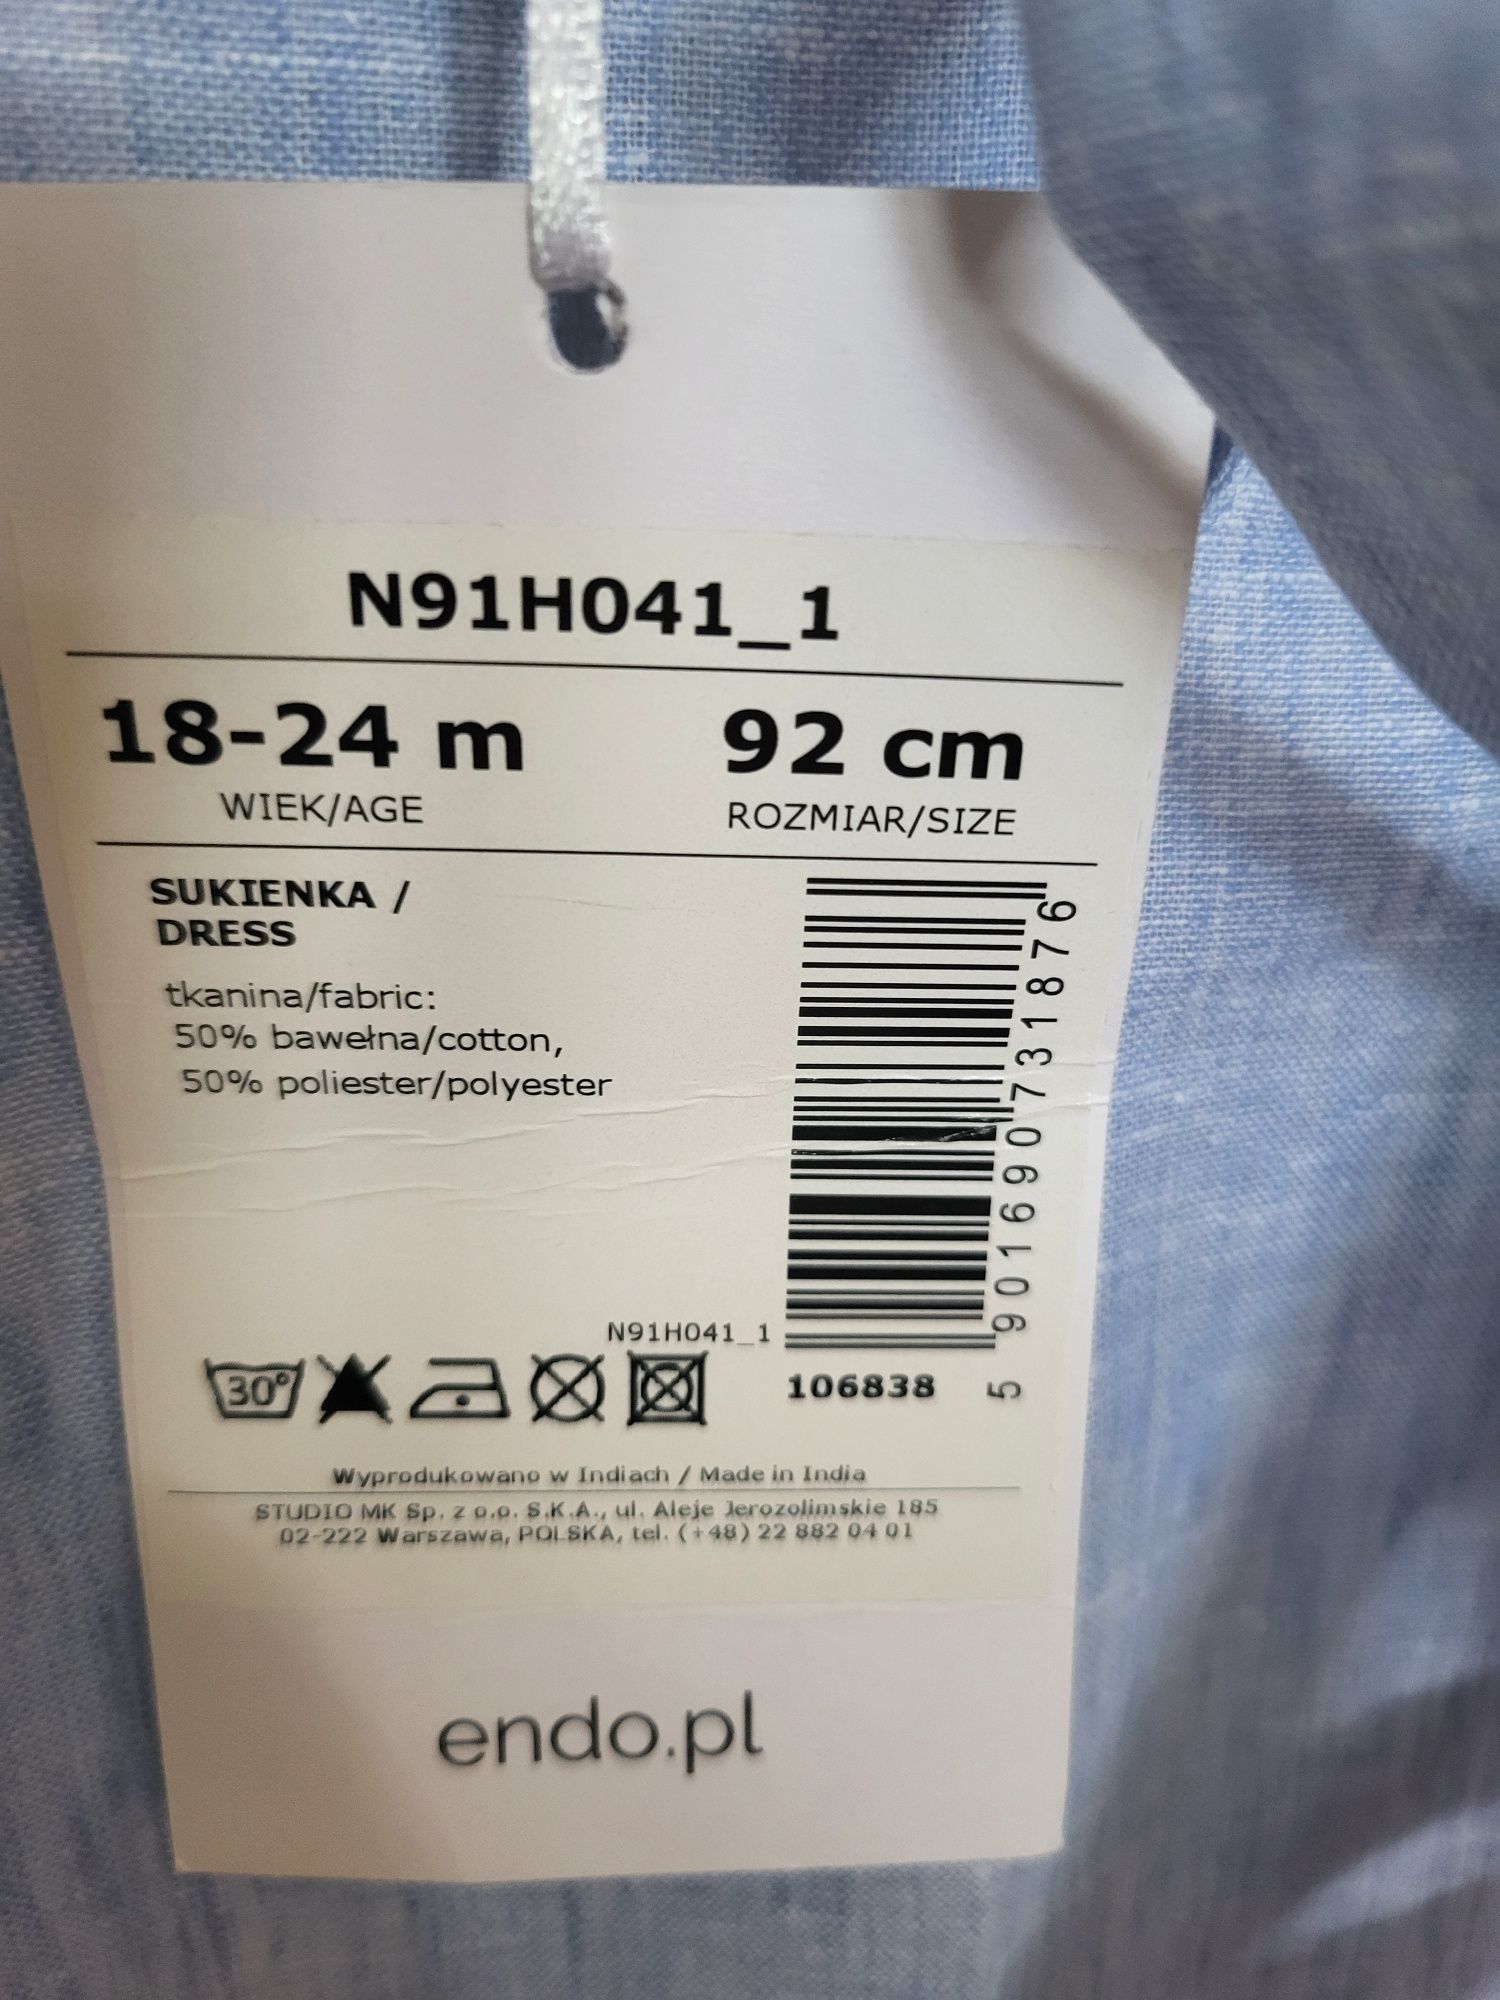 N91H041_1
18-24 m 92 cm
WIEK/AGE ROZMIAR/SIZE
SUKIENKA /
DRESS
tkanina/fabric:
50% bawełna/cotton,
50% poliester/polyester
5901690731876
N91H041_1
30°
106838
Wyprodukowano w Indiach / Made in India
STUDIO MK Sp. z o.o. S.K.A., ul. Aleje Jerozolimskie 185
02-222 Warszawa, POLSKA, tel. (+48) 22 882 04 01
endo.pl